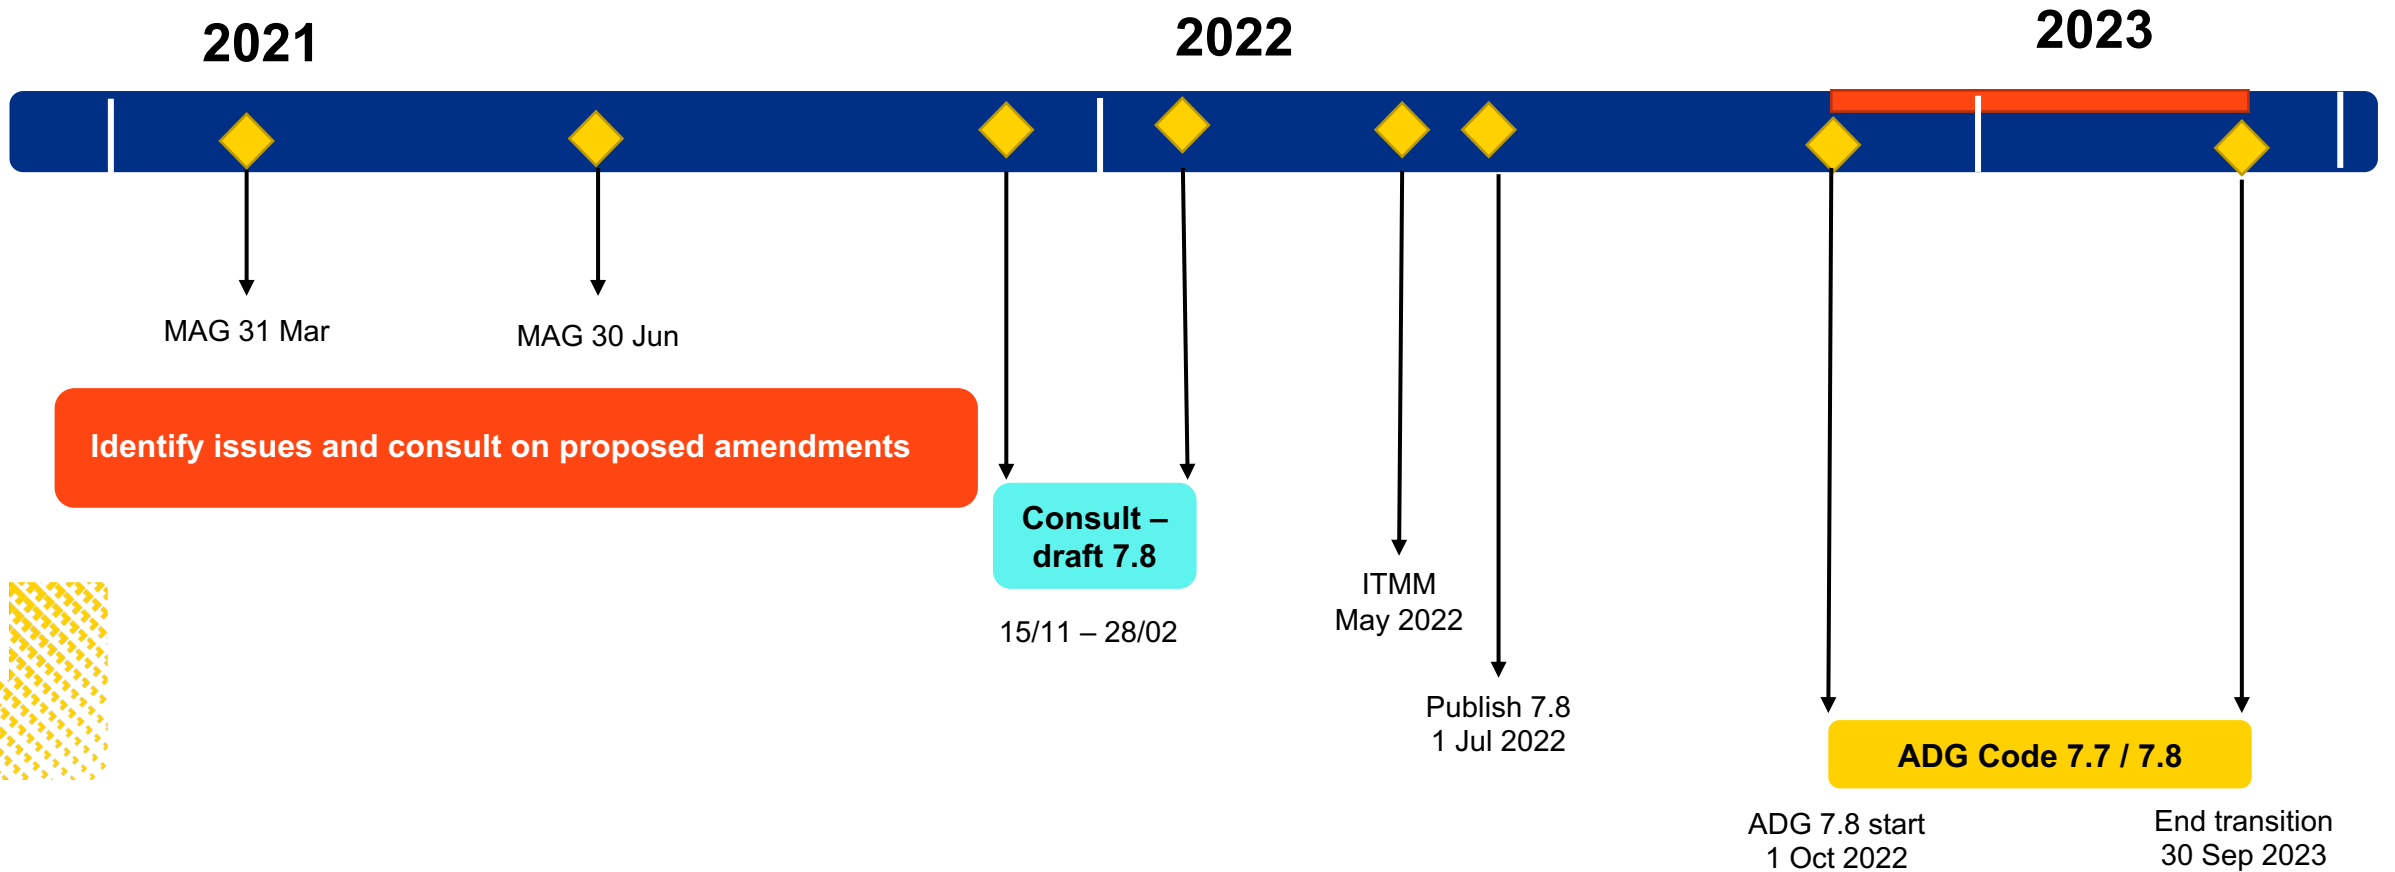 2021
2022
2023
MAG 31 Mar
MAG 30 Jun
Identify issues and consult on proposed amendments
Consult –
draft 7.8
15/11 – 28/02
ITMM
May 2022
Publish 7.8
1 Jul 2022
ADG Code 7.7 / 7.8
ADG 7.8 start
1 Oct 2022
End transition
30 Sep 2023